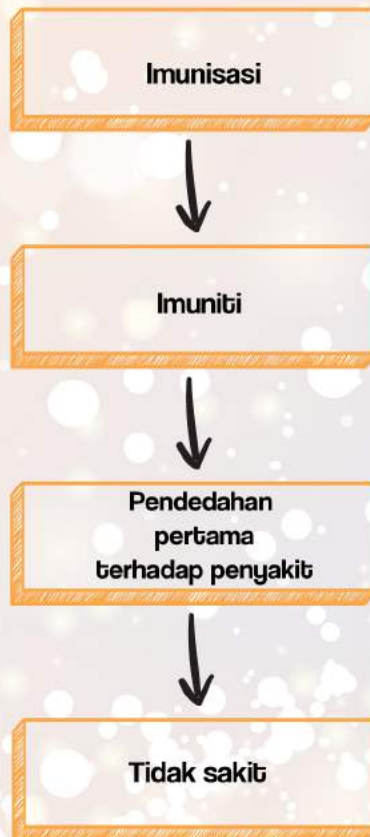 Imunisasi
Imuniti
Pendedahan
pertama
terhadap penyakit
Tidak sakit